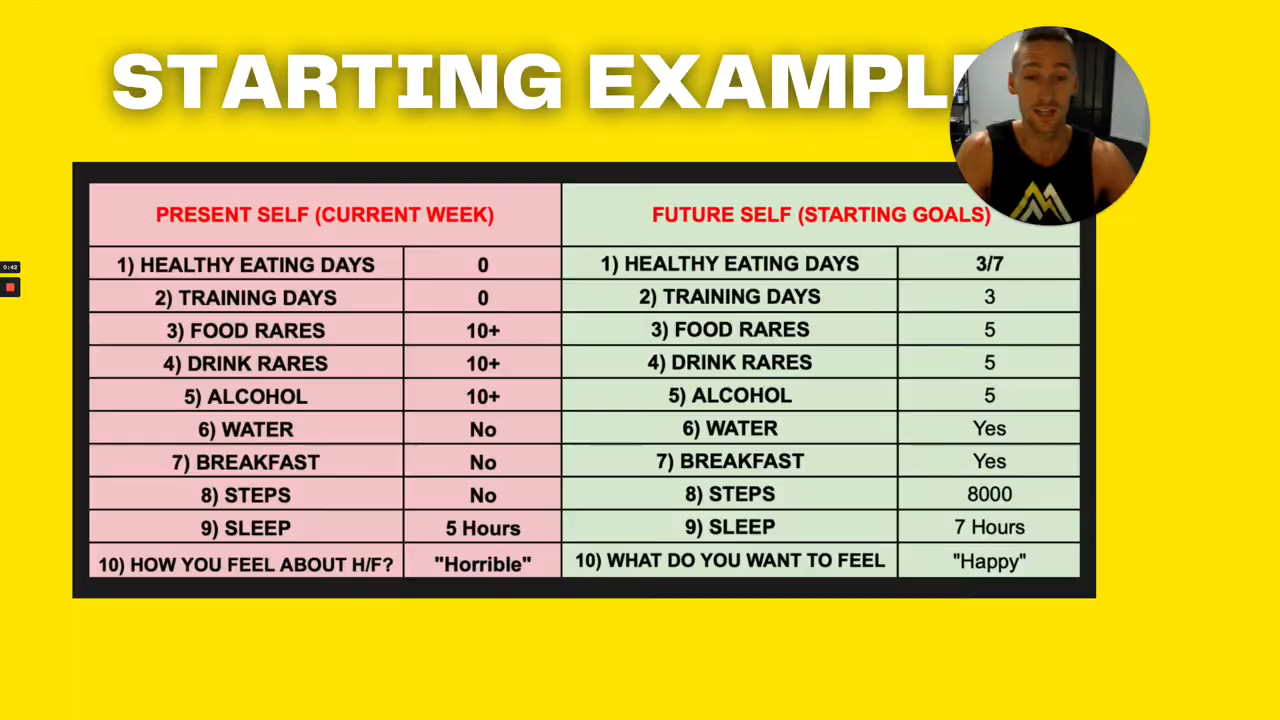 STARTING EXAMPL
0:42
PRESENT SELF (CURRENT WEEK) FUTURE SELF (STARTING GOALS)
1) HEALTHY EATING DAYS 0 1) HEALTHY EATING DAYS 3/7
2) TRAINING DAYS 0 2) TRAINING DAYS 3
3) FOOD RARES 10+ 3) FOOD RARES 5
4) DRINK RARES 10+ 4) DRINK RARES 5
5) ALCOHOL 10+ 5) ALCOHOL 5
6) WATER No 6) WATER Yes
7) BREAKFAST No 7) BREAKFAST Yes
8) STEPS No 8) STEPS 8000
9) SLEEP 5 Hours 9) SLEEP 7 Hours
10) HOW YOU FEEL ABOUT H/F? "Horrible" 10) WHAT DO YOU WANT TO FEEL "Happy"